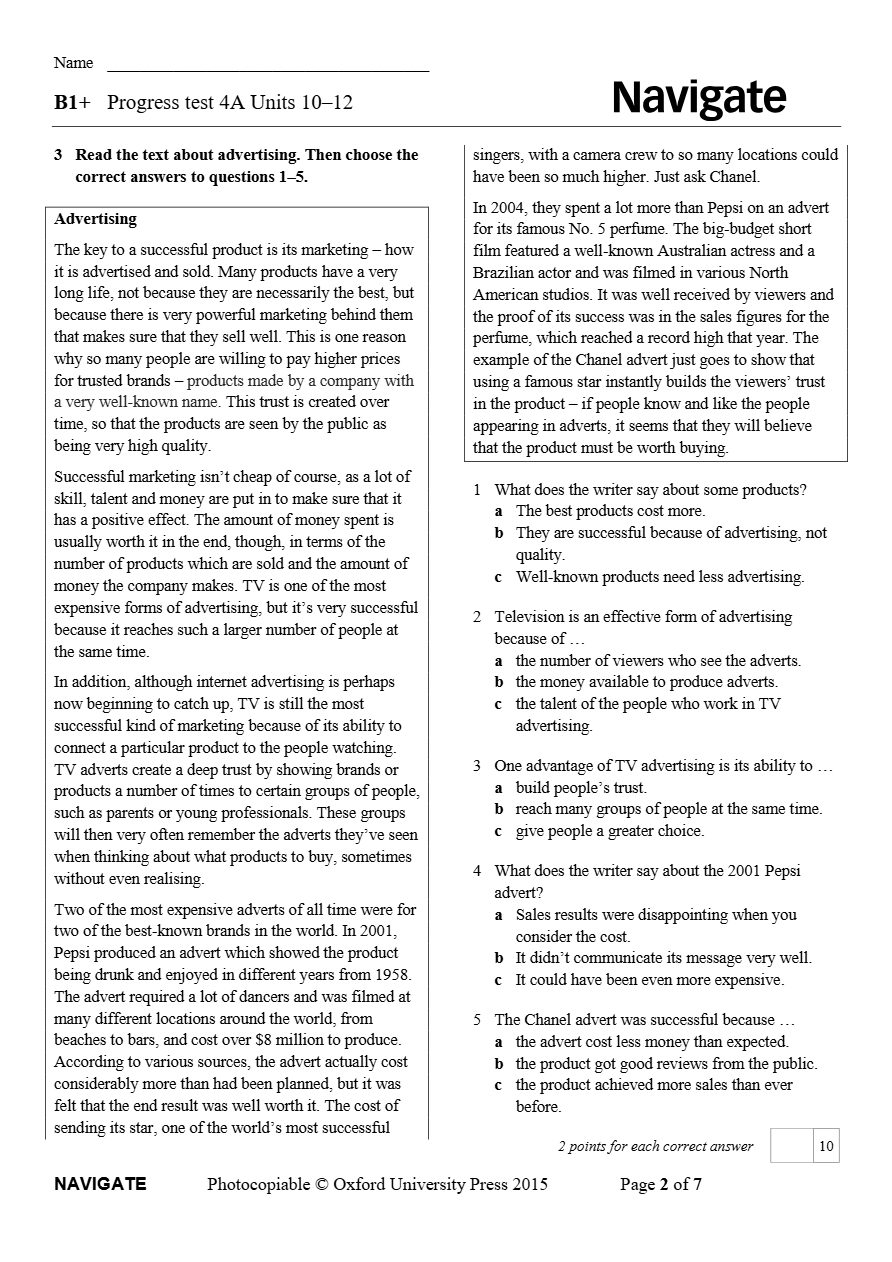 Name
B1+ Progress test 4A Units 10–12
Navigate
3 Read the text about advertising. Then choose the
correct answers to questions 1–5.
Advertising
The key to a successful product is its marketing – how
it is advertised and sold. Many products have a very
long life, not because they are necessarily the best, but
because there is very powerful marketing behind them
that makes sure that they sell well. This is one reason
why so many people are willing to pay higher prices
for trusted brands – products made by a company with
a very well-known name. This trust is created over
time, so that the products are seen by the public as
being very high quality.
Successful marketing isn’t cheap of course, as a lot of
skill, talent and money are put in to make sure that it
has a positive effect. The amount of money spent is
usually worth it in the end, though, in terms of the
number of products which are sold and the amount of
money the company makes. TV is one of the most
expensive forms of advertising, but it’s very successful
because it reaches such a larger number of people at
the same time.
In addition, although internet advertising is perhaps
now beginning to catch up, TV is still the most
successful kind of marketing because of its ability to
connect a particular product to the people watching.
TV adverts create a deep trust by showing brands or
products a number of times to certain groups of people,
such as parents or young professionals. These groups
will then very often remember the adverts they’ve seen
when thinking about what products to buy, sometimes
without even realising.
Two of the most expensive adverts of all time were for
two of the best-known brands in the world. In 2001,
Pepsi produced an advert which showed the product
being drunk and enjoyed in different years from 1958.
The advert required a lot of dancers and was filmed at
many different locations around the world, from
beaches to bars, and cost over $8 million to produce.
According to various sources, the advert actually cost
considerably more than had been planned, but it was
felt that the end result was well worth it. The cost of
sending its star, one of the world’s most successful
singers, with a camera crew to so many locations could
have been so much higher. Just ask Chanel.
In 2004, they spent a lot more than Pepsi on an advert
for its famous No. 5 perfume. The big-budget short
film featured a well-known Australian actress and a
Brazilian actor and was filmed in various North
American studios. It was well received by viewers and
the proof of its success was in the sales figures for the
perfume, which reached a record high that year. The
example of the Chanel advert just goes to show that
using a famous star instantly builds the viewers’ trust
in the product – if people know and like the people
appearing in adverts, it seems that they will believe
that the product must be worth buying.
1 What does the writer say about some products?
a The best products cost more.
b They are successful because of advertising, not
quality.
c Well-known products need less advertising.
2 Television is an effective form of advertising
because of …
a the number of viewers who see the adverts.
b the money available to produce adverts.
c the talent of the people who work in TV
advertising.
3 One advantage of TV advertising is its ability to …
a build people’s trust.
b reach many groups of people at the same time.
c give people a greater choice.
4 What does the writer say about the 2001 Pepsi
advert?
a Sales results were disappointing when you
consider the cost.
b It didn’t communicate its message very well.
c It could have been even more expensive.
5 The Chanel advert was successful because …
a the advert cost less money than expected.
b the product got good reviews from the public.
c the product achieved more sales than ever
before.
2 points for each correct answer 10
NAVIGATE Photocopiable © Oxford University Press 2015 Page 2 of 7